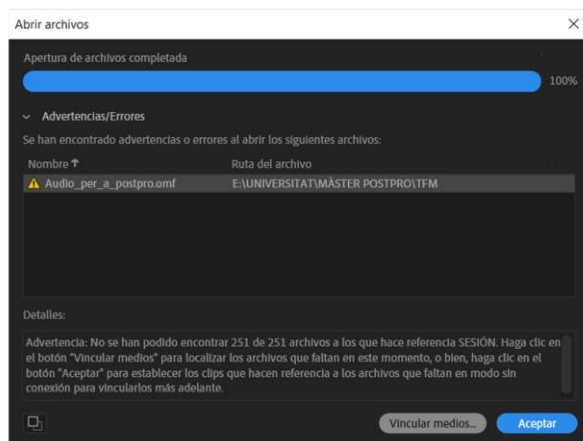 Abrir archivos
Apertura de archivos completada
100%
Advertencias/Errores
Se han encontrado advertencias o errores al abrir los siguientes archivos:
Nombre Ruta del archivo
Audio_per_a_postpro.omf E:\UNIVERSITAT\MÀSTER POSTPRO\TFM
Detalles:
Advertencia: No se han podido encontrar 251 de 251 archivos a los que hace referencia SESIÓN. Haga clic en
el botón "Vincular medios" para localizar los archivos que faltan en este momento, o bien, haga clic en el
botón "Aceptar" para establecer los clips que hacen referencia a los archivos que faltan en modo sin
conexión para vincularlos más adelante.
Vincular medios... Aceptar